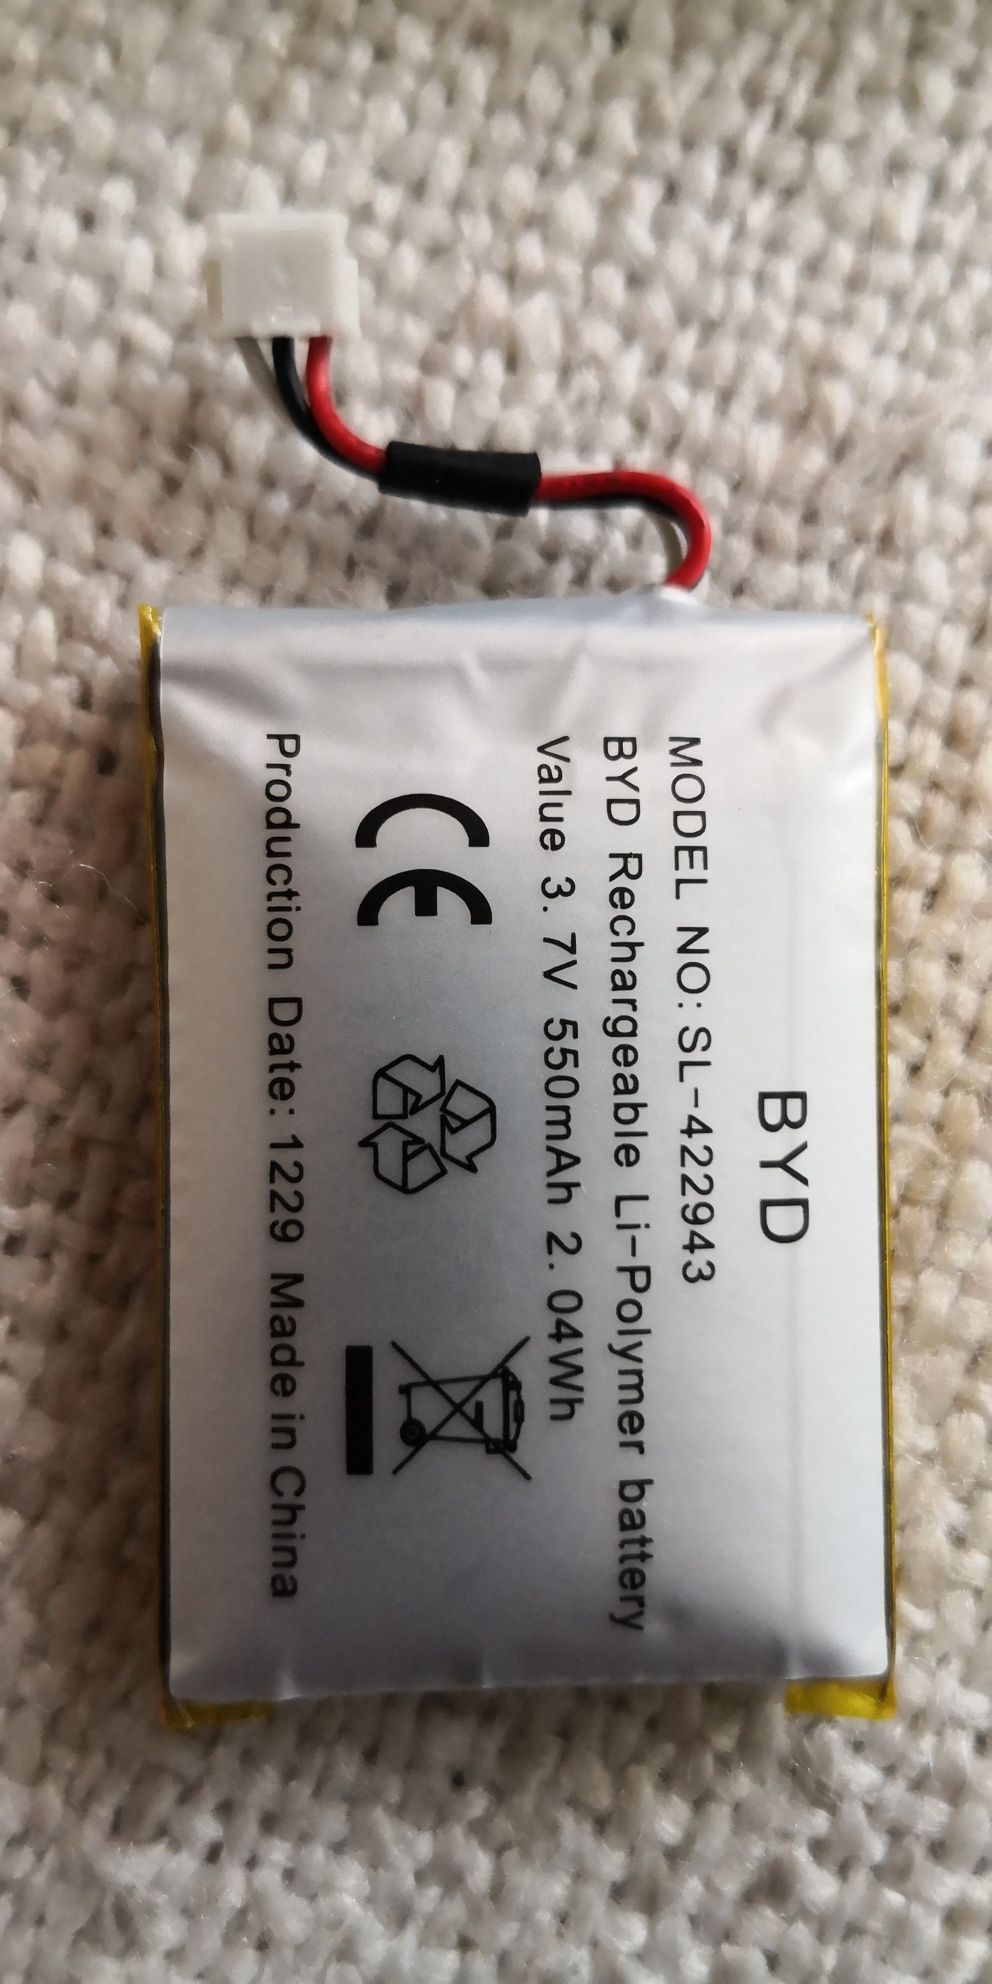 BYD
MODEL NO: SL-422943
BYD Rechargeable Li-Polymer battery
Value 3. 7V 550mAh 2. 04Wh
CE
Production Date: 1229 Made in China